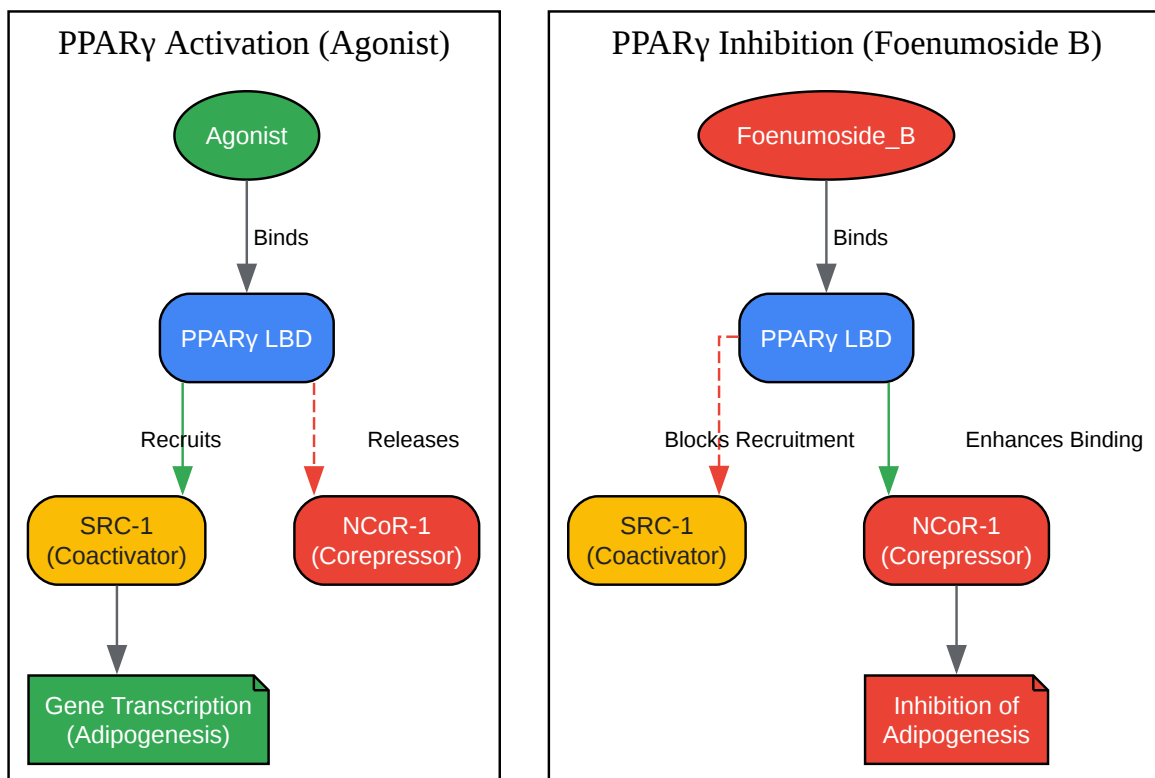 PPARγ Activation (Agonist)
Agonist
Binds
PPARγ LBD
Recruits
Releases
SRC-1
(Coactivator)
NCoR-1
(Corepressor)
Gene Transcription
(Adipogenesis)
PPARγ Inhibition (Foenumoside B)
Foenumoside_B
Binds
PPARγ LBD
Blocks Recruitment
Enhances Binding
SRC-1
(Coactivator)
NCoR-1
(Corepressor)
Inhibition of
Adipogenesis